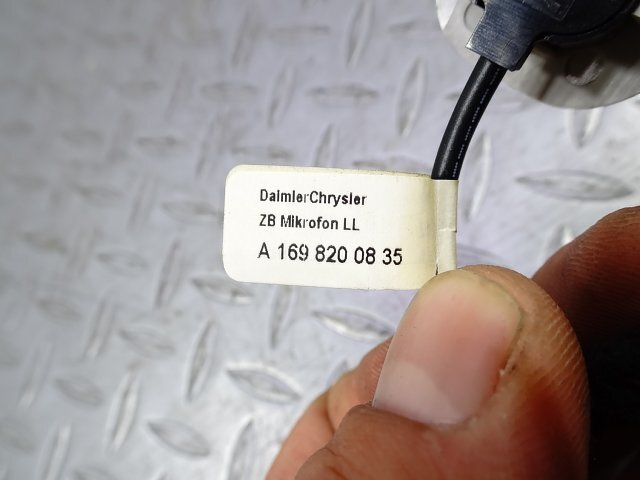 DaimlerChrysler
ZB Mikrofon LL
A 169 820 08 35